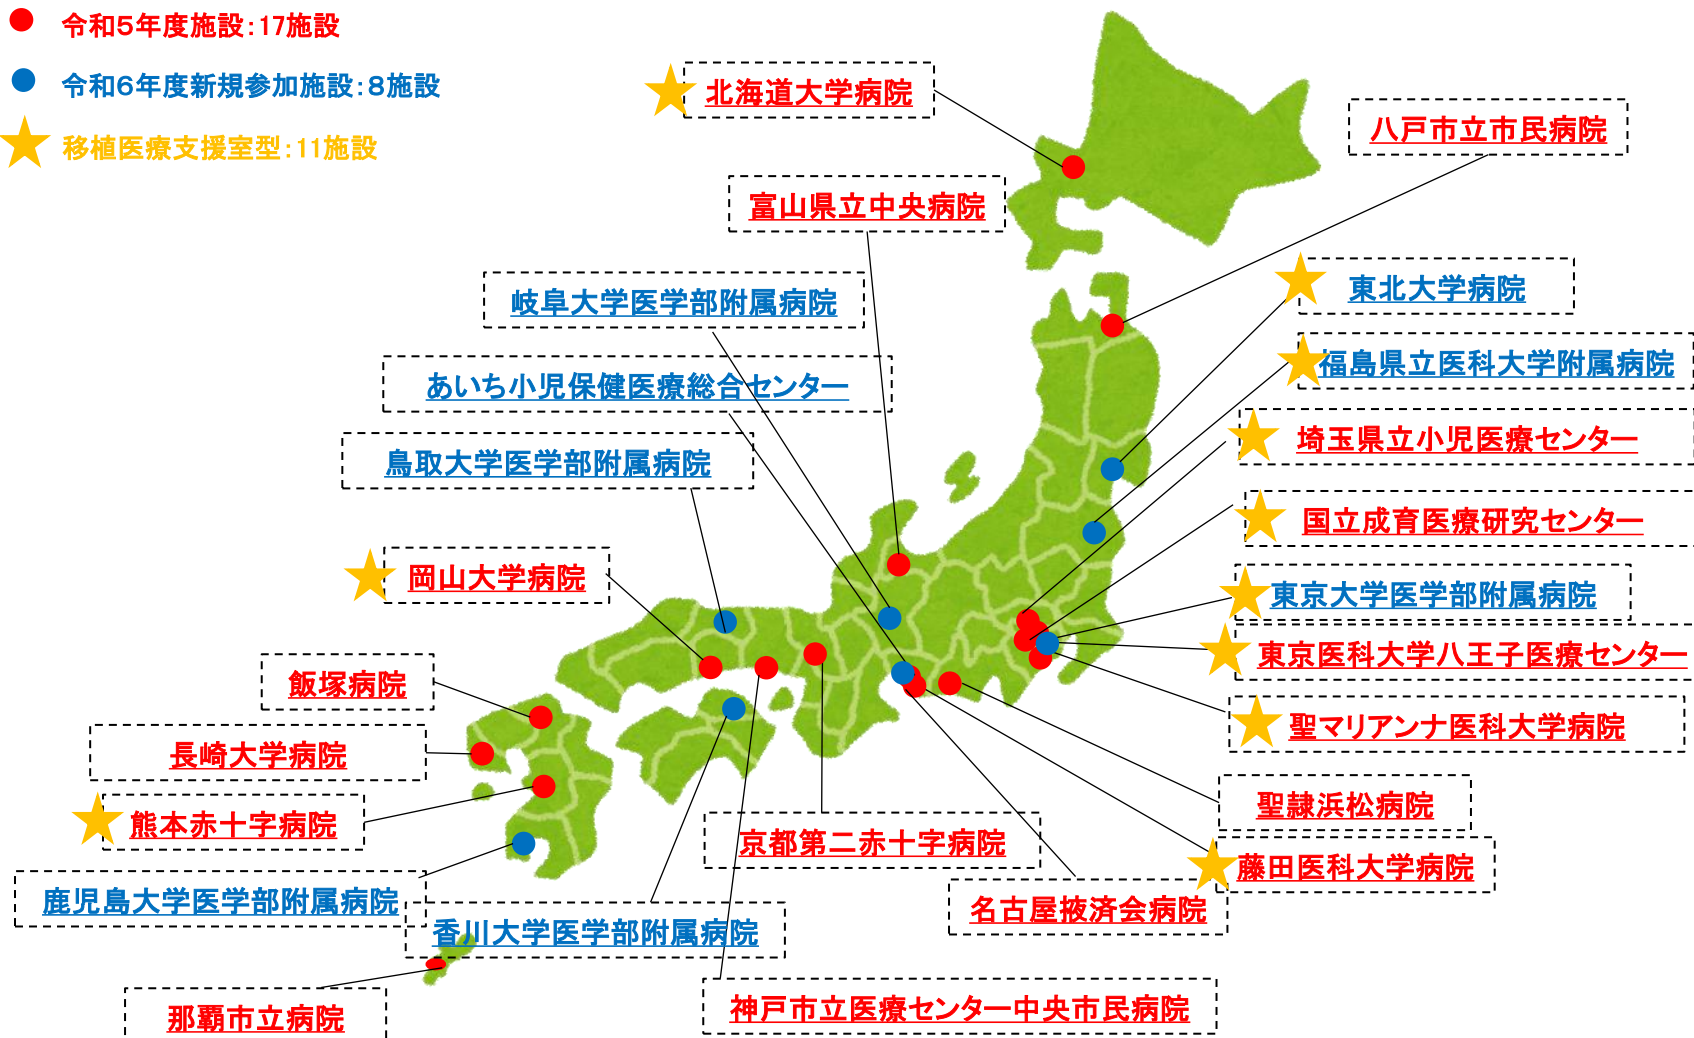 令和5年度施設：17施設
令和6年度新規参加施設：8施設
移植医療支援室型：11施設
北海道大学病院
八戸市立市民病院
富山県立中央病院
東北大学病院
岐阜大学医学部附属病院
福島県立医科大学附属病院
あいち小児保健医療総合センター
埼玉県立小児医療センター
鳥取大学医学部附属病院
国立成育医療研究センター
岡山大学病院
東京大学医学部附属病院
東京医科大学八王子医療センター
飯塚病院
聖マリアンナ医科大学病院
長崎大学病院
聖隷浜松病院
熊本赤十字病院
京都第二赤十字病院
藤田医科大学病院
鹿児島大学医学部附属病院
名古屋掖済会病院
香川大学医学部附属病院
神戸市立医療センター中央市民病院
那覇市立病院